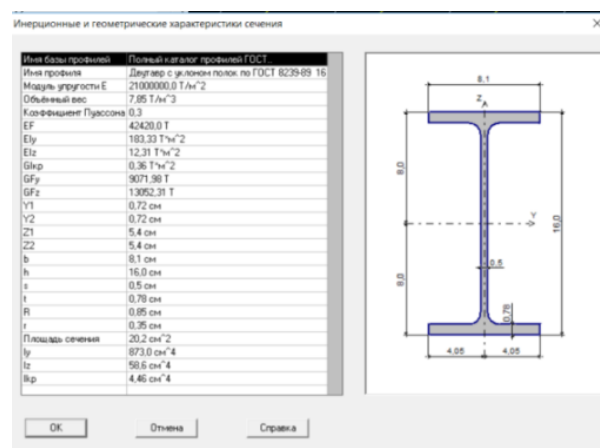 Инерционные и геометрические характеристики сечения
Имя базы профилей Полный каталог профилей ГОСТ..
Имя профиля Двутавр с уклоном полок по ГОСТ 8239-89 16
Модуль упругости E 21000000,0 Т/м^2
Объёмный вес 7,85 Т/м^3
Коэффициент Пуассона 0,3
EF 42420,0 Т
EIy 183,33 Т*м^2
EIz 12,31 Т*м^2
GIкр 0,36 Т*м^2
GFy 9071,98 Т
GFz 13052,31 Т
Y1 0,72 см
Y2 0,72 см
Z1 5,4 см
Z2 5,4 см
b 8,1 см
h 16,0 см
s 0,5 см
t 0,78 см
R 0,85 см
r 0,35 см
Площадь сечения 20,2 см^2
Iy 873,0 см^4
Iz 58,6 см^4
Iкр 4,46 см^4
8,1
Z
8,0
Y
16,0
0,5
8,0
0,78
4,05 4,05
OK Отмена Справка